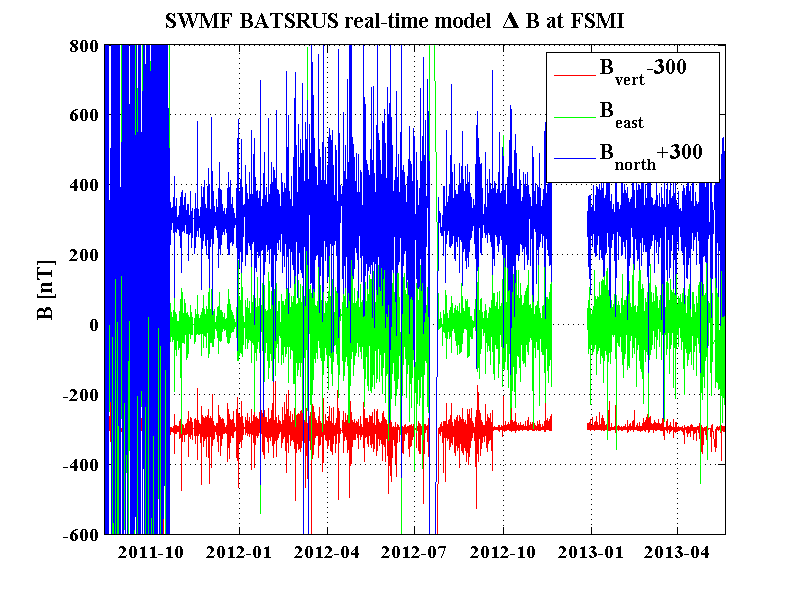 SWMF BATSRUS real-time model Δ B at FSMI
B [nT]
800
600
400
200
0
-200
-400
-600
B_vert-300
B_east
B_north+300
2011-10 2012-01 2012-04 2012-07 2012-10 2013-01 2013-04